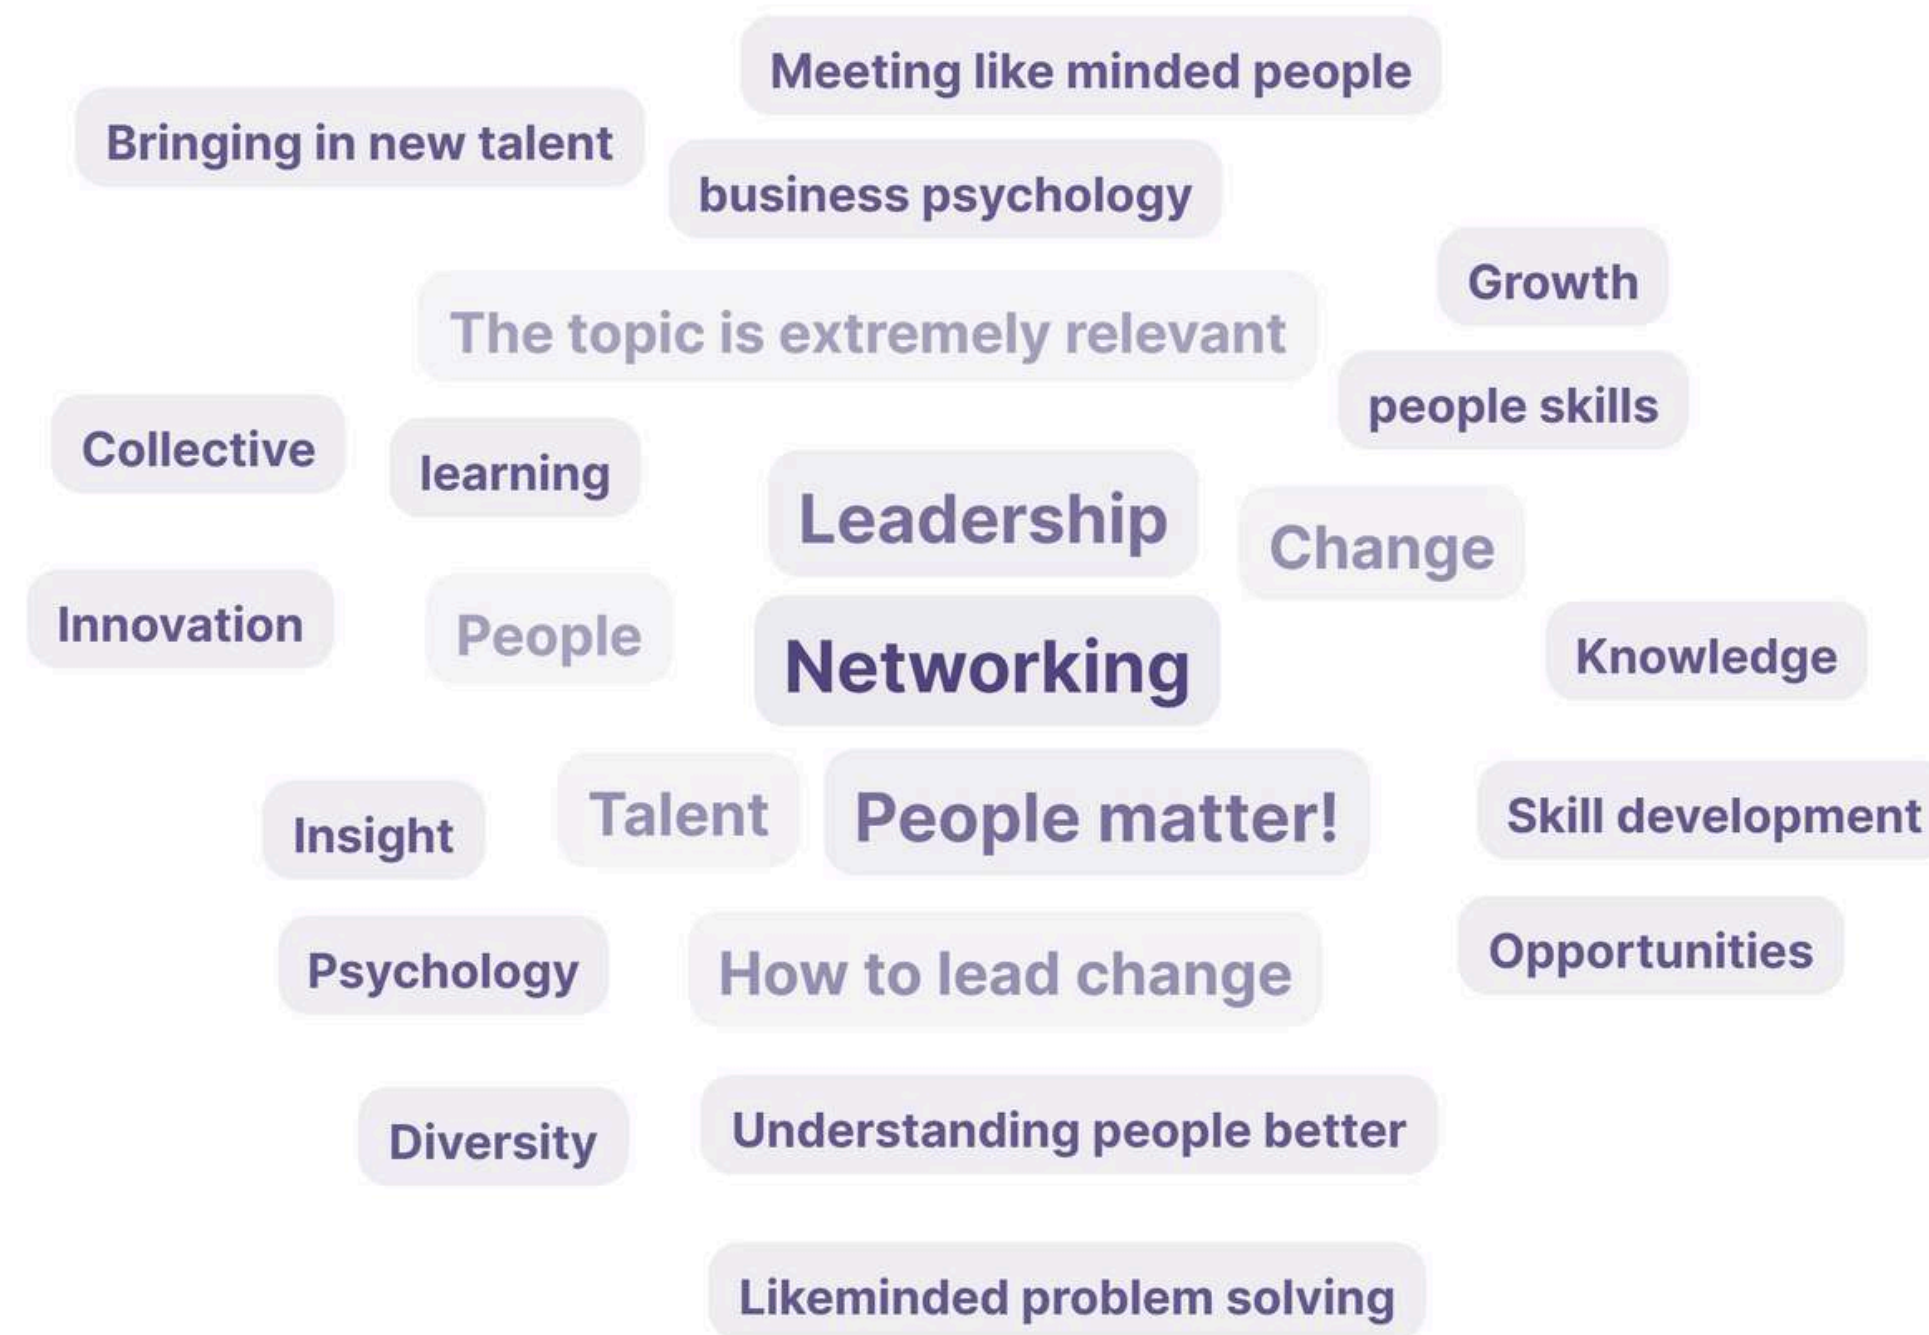 Meeting like minded people
Bringing in new talent
business psychology
Growth
The topic is extremely relevant
people skills
Collective
learning
Leadership
Change
Innovation
People
Networking
Knowledge
Insight
Talent
People matter!
Skill development
Psychology
How to lead change
Opportunities
Diversity
Understanding people better
Likeminded problem solving